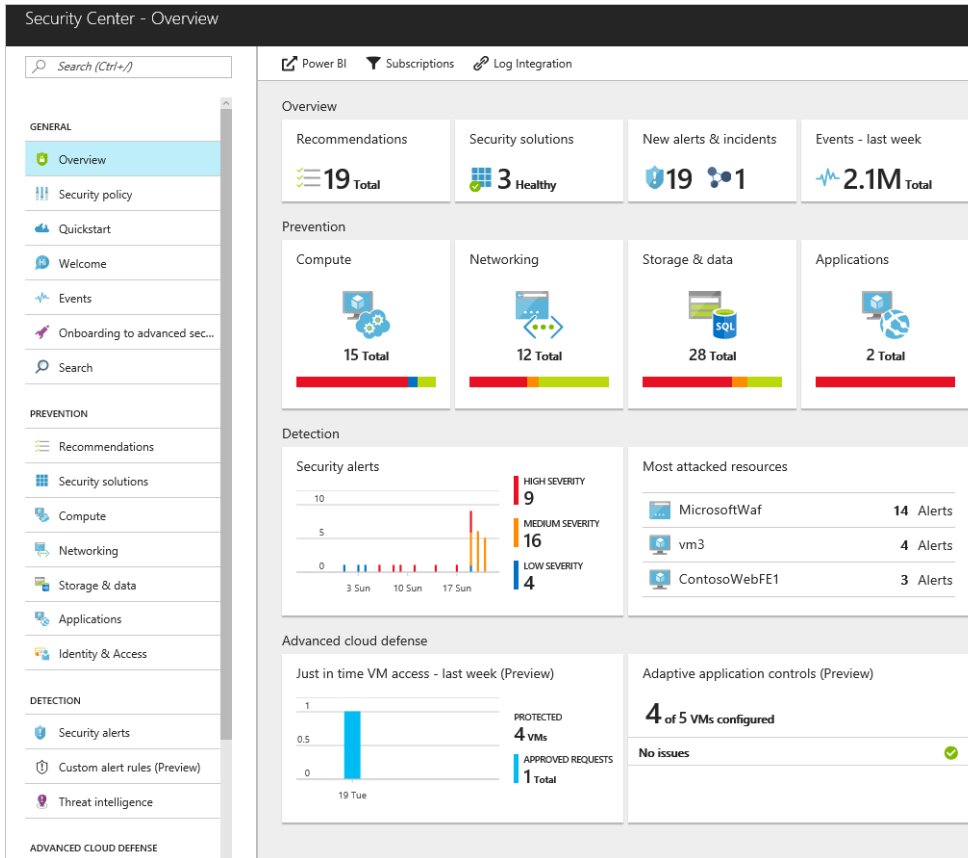 Security Center - Overview
Search (Ctrl+/)
GENERAL
Overview
Security policy
Quickstart
Welcome
Events
Onboarding to advanced sec...
Search
PREVENTION
Recommendations
Security solutions
Compute
Networking
Storage & data
Applications
Identity & Access
DETECTION
Security alerts
Custom alert rules (Preview)
Threat intelligence
ADVANCED CLOUD DEFENSE
Power BI Subscriptions Log Integration
Overview
Recommendations
19 Total
Security solutions
3 Healthy
New alerts & incidents
19 1
Events - last week
2.1M Total
Prevention
Compute
15 Total
Networking
12 Total
Storage & data
SQL
28 Total
Applications
2 Total
Detection
Security alerts
10
5
0
3 Sun 10 Sun 17 Sun
HIGH SEVERITY
9
MEDIUM SEVERITY
16
LOW SEVERITY
4
Most attacked resources
MicrosoftWaf 14 Alerts
vm3 4 Alerts
ContosoWebFE1 3 Alerts
Advanced cloud defense
Just in time VM access - last week (Preview)
1
0.5
0
19 Tue
PROTECTED
4 VMs
APPROVED REQUESTS
1 Total
Adaptive application controls (Preview)
4 of 5 VMs configured
No issues